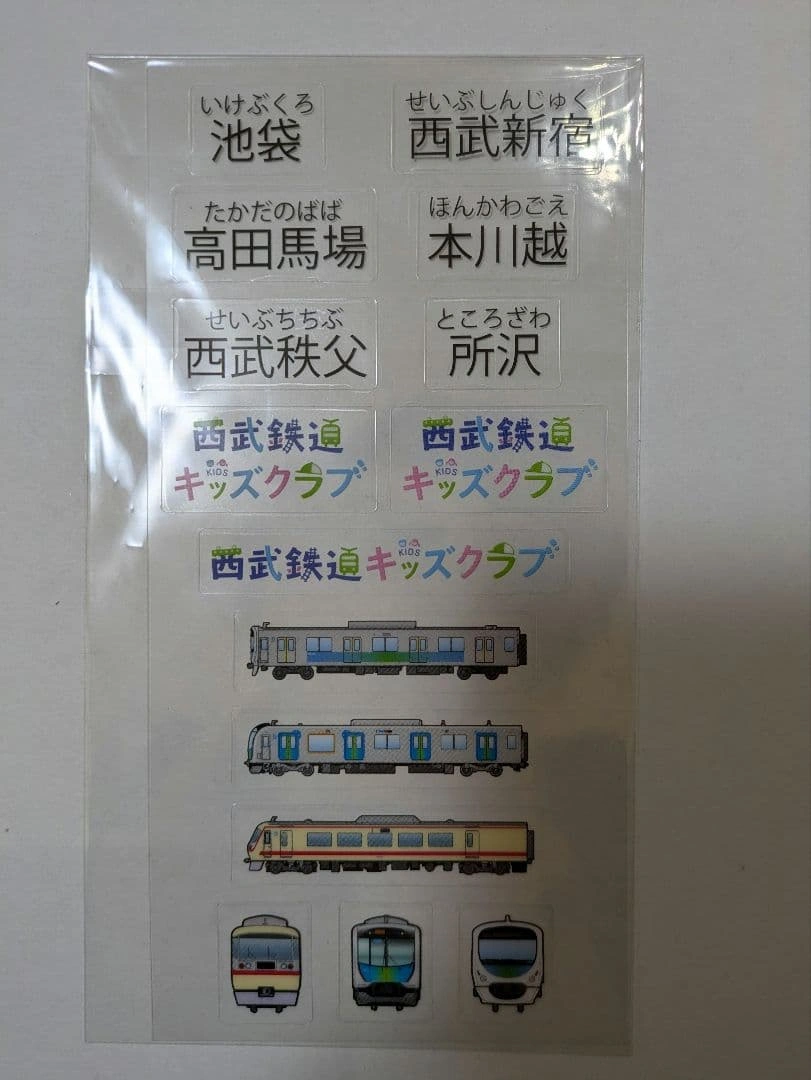 いけぶくろ
池袋
せいぶしんじゅく
西武新宿
たかだのばば
高田馬場
ほんかわごえ
本川越
せいぶちちぶ
西武秩父
ところざわ
所沢
西武鉄道
KIDS
キッズクラブ
西武鉄道
KIDS
キッズクラブ
KIDS
西武鉄道キッズクラブ